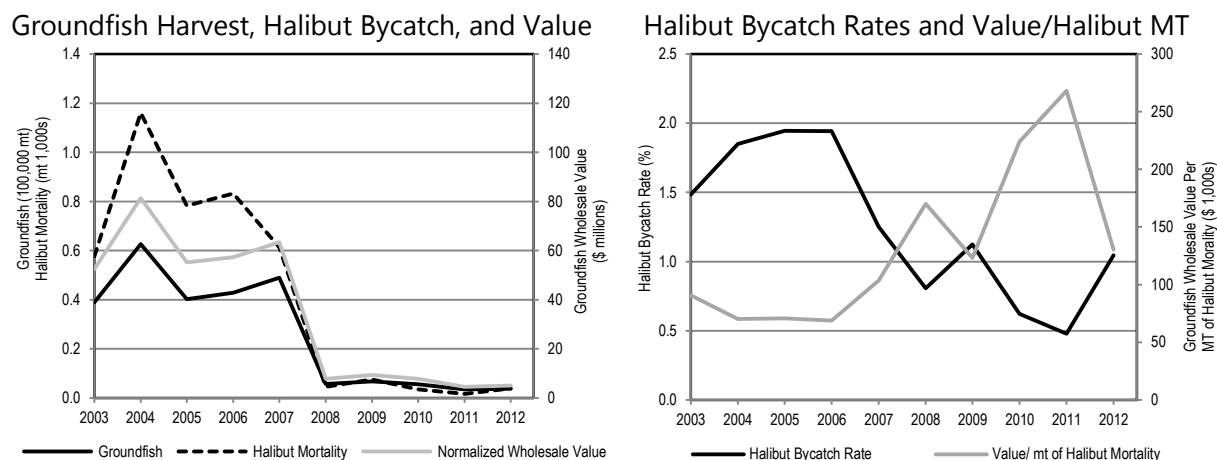 Groundfish Harvest, Halibut Bycatch, and Value
1.4
1.2
1.0
0.8
0.6
0.4
0.2
0.0
Groundfish (100,000 mt)
Halibut Mortality (mt 1,000s)
140
120
100
80
60
40
20
0
Groundfish Wholesale Value
($ millions)
2003 2004 2005 2006 2007 2008 2009 2010 2011 2012
Groundfish Halibut Mortality Normalized Wholesale Value
Halibut Bycatch Rates and Value/Halibut MT
2.5
2.0
1.5
1.0
0.5
0.0
Halibut Bycatch Rate (%)
300
250
200
150
100
50
0
Groundfish Wholesale Value Per
MT of Halibut Morality ($ 1,000s)
2003 2004 2005 2006 2007 2008 2009 2010 2011 2012
Halibut Bycatch Rate Value/ mt of Halibut Mortality